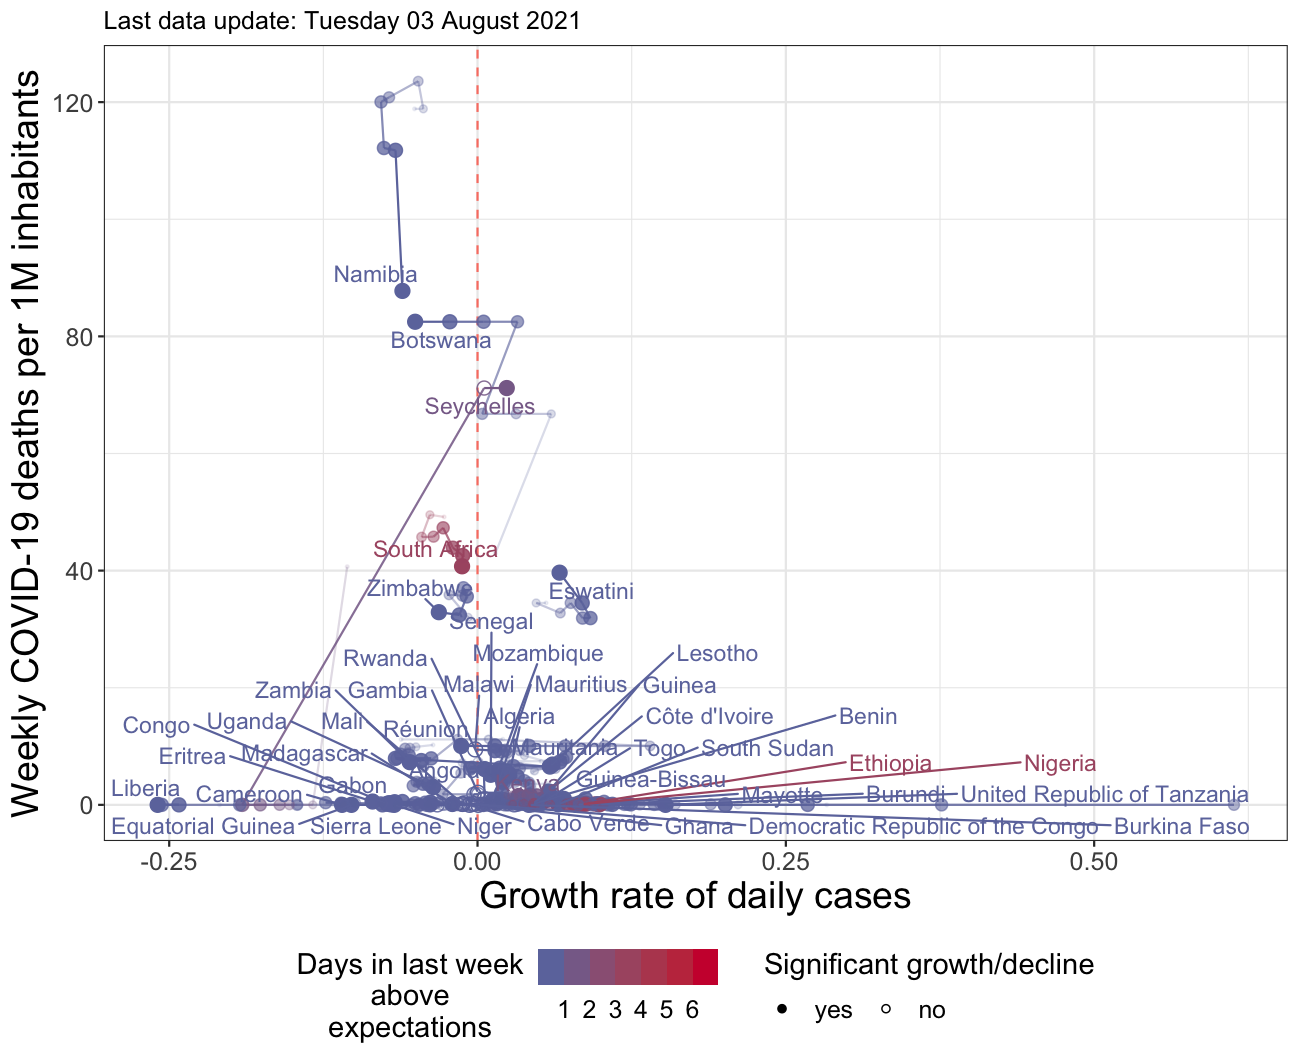 Last data update: Tuesday 03 August 2021
Weekly COVID-19 deaths per 1M inhabitants
120
80
40
0
Namibia
Botswana
Seychelles
South Africa
Zimbabwe
Eswatini
Senegal
Rwanda
Mozambique
Lesotho
Zambia
Gambia
Malawi
Mauritius
Guinea
Congo
Uganda
Mali
Réunion
Algeria
Côte d'Ivoire
Benin
Eritrea
Madagascar
Mauritania
Togo
South Sudan
Angola
Ethiopia
Nigeria
Liberia
Cameroon
Gabon
Guinea-Bissau
Mayotte
Burundi
United Republic of Tanzania
Equatorial Guinea
Sierra Leone
Niger
Cabo Verde
Ghana
Democratic Republic of the Congo
Burkina Faso
-0.25
0.00
0.25
0.50
Growth rate of daily cases
Days in last week
above
expectations
1 2 3 4 5 6
Significant growth/decline
yes
no